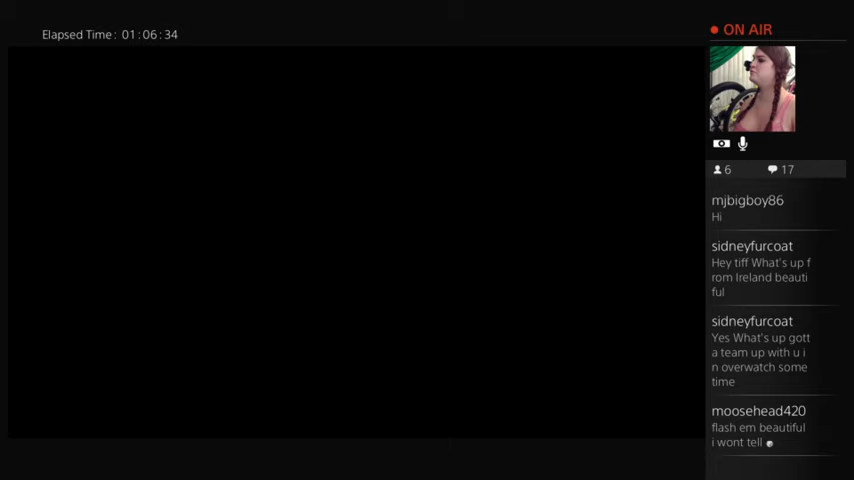 Elapsed Time: 01:06:34
ON AIR
6 17
mjbigboy86
Hi
sidneyfurcoat
Hey tiff What's up f
rom Ireland beauti
ful
sidneyfurcoat
Yes What's up gott
a team up with u i
n overwatch some
time
moosehead420
flash em beautiful
i wont tell